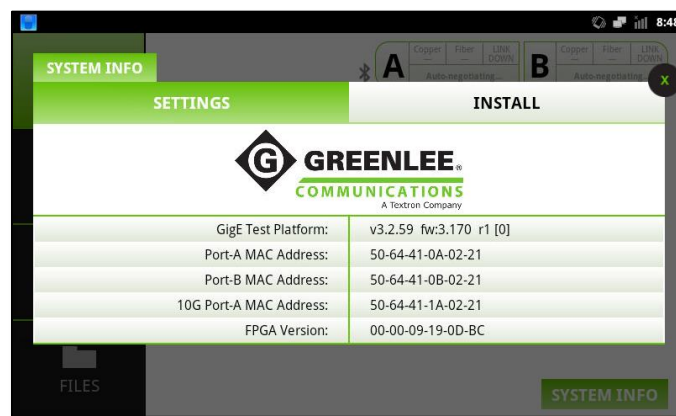 8:48
Copper Fiber LINK DOWN
A
Auto-negotiating...
Copper Fiber LINK DOWN
B
Auto-negotiating...
SYSTEM INFO
X
SETTINGS INSTALL
G GREENLEE®
COMMUNICATIONS
A Textron Company
GigE Test Platform: v3.2.59 fw:3.170 r1 [0]
Port-A MAC Address: 50-64-41-0A-02-21
Port-B MAC Address: 50-64-41-0B-02-21
10G Port-A MAC Address: 50-64-41-1A-02-21
FPGA Version: 00-00-09-19-0D-BC
FILES
SYSTEM INFO